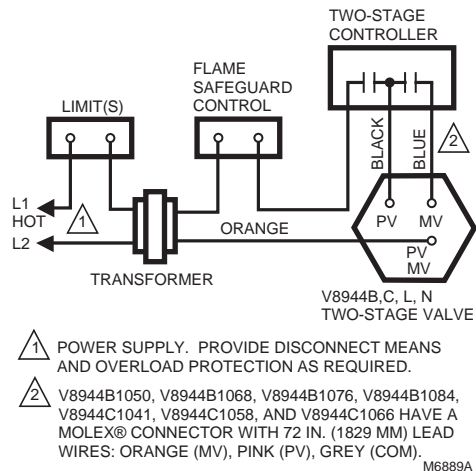 TWO-STAGE
CONTROLLER
FLAME
SAFEGUARD
CONTROL
LIMIT(S)
BLACK
BLUE
2
L1
HOT
1
L2
ORANGE
PV MV
PV
MV
TRANSFORMER
V8944B,C, L, N
TWO-STAGE VALVE
1 POWER SUPPLY. PROVIDE DISCONNECT MEANS
AND OVERLOAD PROTECTION AS REQUIRED.
2 V8944B1050, V8944B1068, V8944B1076, V8944B1084,
V8944C1041, V8944C1058, AND V8944C1066 HAVE A
MOLEX® CONNECTOR WITH 72 IN. (1829 MM) LEAD
WIRES: ORANGE (MV), PINK (PV), GREY (COM).
M6889A